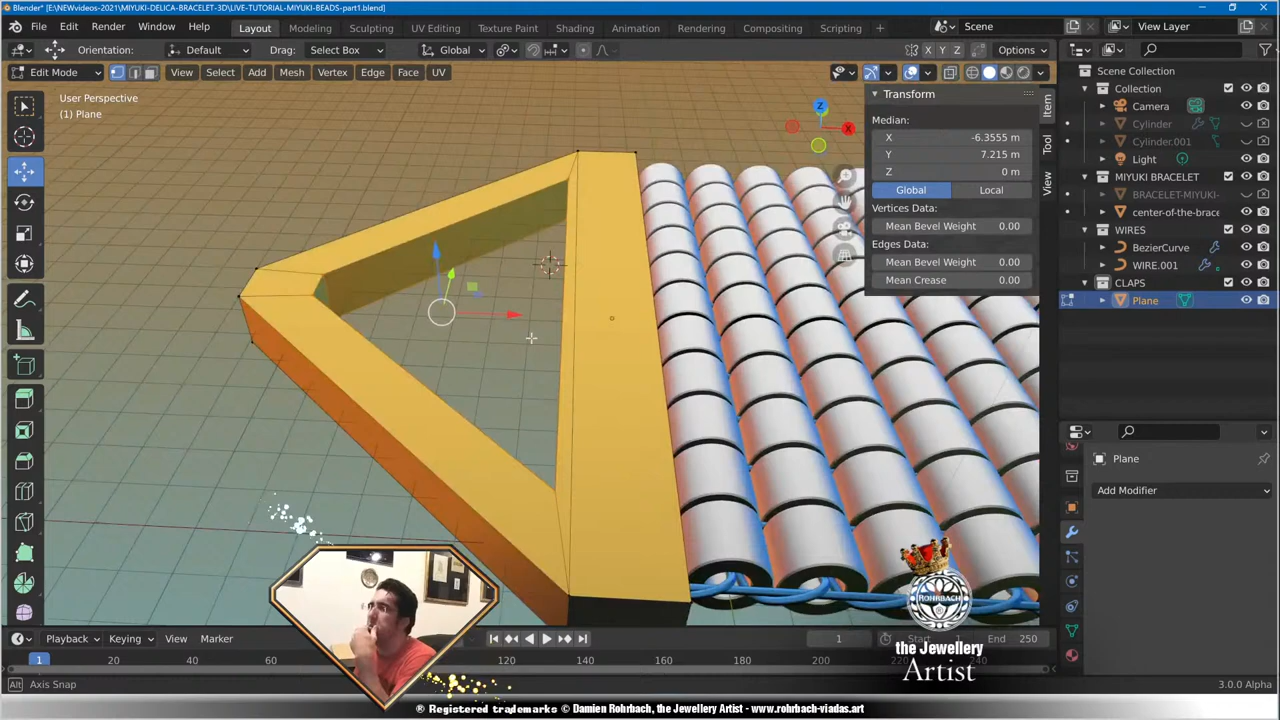 Blender* [E:\NEWvideos-2021\MIYUKI-DELICA-BRACELET-3D\LIVE-TUTORIAL-MIYUKI-BEADS-part1.blend]
File Edit Render Window Help Layout Modeling Sculpting UV Editing Texture Paint Shading Animation Rendering Compositing Scripting + Scene View Layer
Orientation: Default Drag: Select Box Global X Y Z Options
Edit Mode View Select Add Mesh Vertex Edge Face UV
User Perspective
(1) Plane
Z
X
Transform
Median:
X -6.3555 m
Y 7.215 m
Z 0 m
Global Local
Vertices Data:
Mean Bevel Weight 0.00
Edges Data:
Mean Bevel Weight 0.00
Mean Crease 0.00
Item
Tool
View
Scene Collection
Collection
Camera
Cylinder
Cylinder.001
Light
MIYUKI BRACELET
BRACELET-MIYUKI-
center-of-the-brace
WIRES
BezierCurve
WIRE.001
CLAPS
Plane
Plane
Add Modifier
ROHRBACH
the Jewellery
Artist
Playback Keying View Marker 1 Start End 250
1 20 40 60 120 140 160 180 200 220 240
Alt Axis Snap 3.0.0 Alpha
® Registered trademarks © Damien Rohrbach, the Jewellery Artist - www.rohrbach-viadas.art